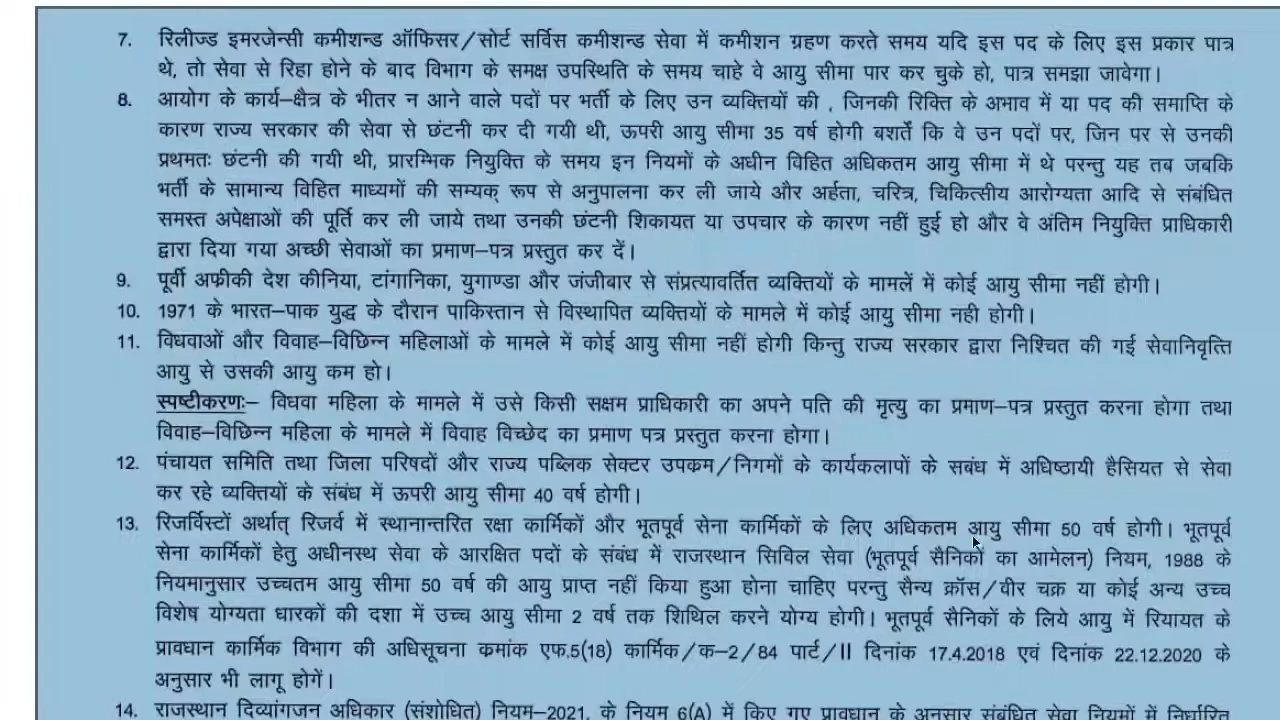 7. रिलीज्ड इमरजेन्सी कमीशन्ड ऑफिसर/सोर्ट सर्विस कमीशन्ड सेवा में कमीशन ग्रहण करते समय यदि इस पद के लिए इस प्रकार पात्र
थे, तो सेवा से रिहा होने के बाद विभाग के समक्ष उपस्थिति के समय चाहे वे आयु सीमा पार कर चुके हो, पात्र समझा जावेगा।
8. आयोग के कार्य–क्षैत्र के भीतर न आने वाले पदों पर भर्ती के लिए उन व्यक्तियों की , जिनकी रिक्ति के अभाव में या पद की समाप्ति के
कारण राज्य सरकार की सेवा से छंटनी कर दी गयी थी, ऊपरी आयु सीमा 35 वर्ष होगी बशर्तें कि वे उन पदों पर, जिन पर से उनकी
प्रथमतः छंटनी की गयी थी, प्रारम्भिक नियुक्ति के समय इन नियमों के अधीन विहित अधिकतम आयु सीमा में थे परन्तु यह तब जबकि
भर्ती के सामान्य विहित माध्यमों की सम्यक् रूप से अनुपालना कर ली जाये और अर्हता, चरित्र, चिकित्सीय आरोग्यता आदि से संबंधित
समस्त अपेक्षाओं की पूर्ति कर ली जाये तथा उनकी छंटनी शिकायत या उपचार के कारण नहीं हुई हो और वे अंतिम नियुक्ति प्राधिकारी
द्वारा दिया गया अच्छी सेवाओं का प्रमाण–पत्र प्रस्तुत कर दें।
9. पूर्वी अफ्रीकी देश कीनिया, टांगानिका, युगाण्डा और जंजीबार से संप्रत्यावर्तित व्यक्तियों के मामलें में कोई आयु सीमा नहीं होगी।
10. 1971 के भारत–पाक युद्ध के दौरान पाकिस्तान से विस्थापित व्यक्तियों के मामले में कोई आयु सीमा नही होगी।
11. विधवाओं और विवाह–विछिन्न महिलाओं के मामले में कोई आयु सीमा नहीं होगी किन्तु राज्य सरकार द्वारा निश्चित की गई सेवानिवृत्ति
आयु से उसकी आयु कम हो।
स्पष्टीकरणः– विधवा महिला के मामले में उसे किसी सक्षम प्राधिकारी का अपने पति की मृत्यु का प्रमाण–पत्र प्रस्तुत करना होगा तथा
विवाह–विछिन्न महिला के मामले में विवाह विच्छेद का प्रमाण पत्र प्रस्तुत करना होगा।
12. पंचायत समिति तथा जिला परिषदों और राज्य पब्लिक सेक्टर उपक्रम/निगमों के कार्यकलापों के सबंध में अधिष्ठायी हैसियत से सेवा
कर रहे व्यक्तियों के संबंध में ऊपरी आयु सीमा 40 वर्ष होगी।
13. रिजर्विस्टों अर्थात् रिजर्व में स्थानान्तरित रक्षा कार्मिकों और भूतपूर्व सेना कार्मिकों के लिए अधिकतम आयु सीमा 50 वर्ष होगी। भूतपूर्व
सेना कार्मिकों हेतु अधीनस्थ सेवा के आरक्षित पदों के संबंध में राजस्थान सिविल सेवा (भूतपूर्व सैनिकों का आमेलन) नियम, 1988 के
नियमानुसार उच्चतम आयु सीमा 50 वर्ष की आयु प्राप्त नहीं किया हुआ होना चाहिए परन्तु सैन्य क्रॉस/वीर चक्र या कोई अन्य उच्च
विशेष योग्यता धारकों की दशा में उच्च आयु सीमा 2 वर्ष तक शिथिल करने योग्य होगी। भूतपूर्व सैनिकों के लिये आयु में रियायत के
प्रावधान कार्मिक विभाग की अधिसूचना क्रमांक एफ.5(18) कार्मिक/क–2/84 पार्ट/II दिनांक 17.4.2018 एवं दिनांक 22.12.2020 के
अनुसार भी लागू होगें।
14. राजस्थान दिव्यांगजन अधिकार (संशोधित) नियम–2021, के नियम 6(A) में किए गए प्रावधान के अनुसार संबंधित सेवा नियमों में निर्धारित